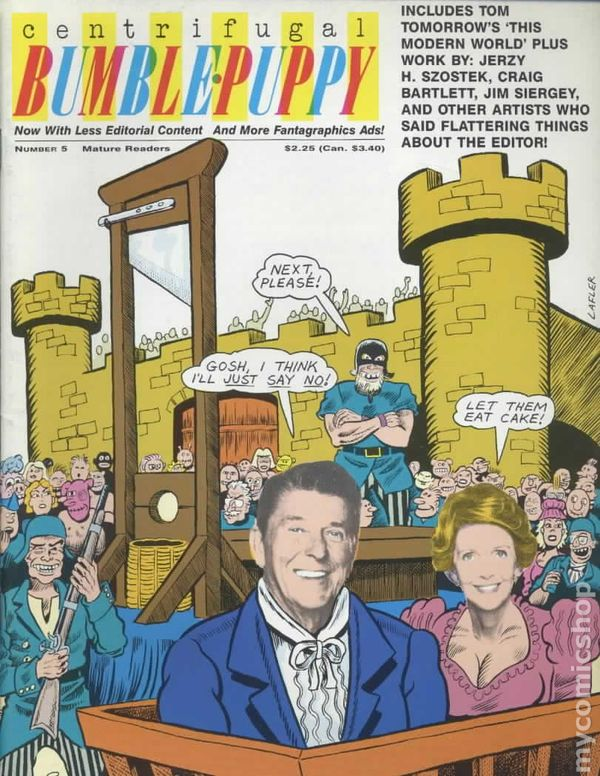 centrifugal
BUMBLE·PUPPY
Now With Less Editorial Content And More Fantagraphics Ads!
NUMBER 5 MATURE READERS $2.25 (CAN. $3.40)
INCLUDES TOM
TOMORROW'S 'THIS
MODERN WORLD' PLUS
WORK BY: JERZY
H. SZOSTEK, CRAIG
BARTLETT, JIM SIERGEY,
AND OTHER ARTISTS WHO
SAID FLATTERING THINGS
ABOUT THE EDITOR!
NEXT,
PLEASE!
GOSH, I THINK
I'LL JUST SAY NO!
LET THEM
EAT CAKE!
LAFLER
mycomicshop